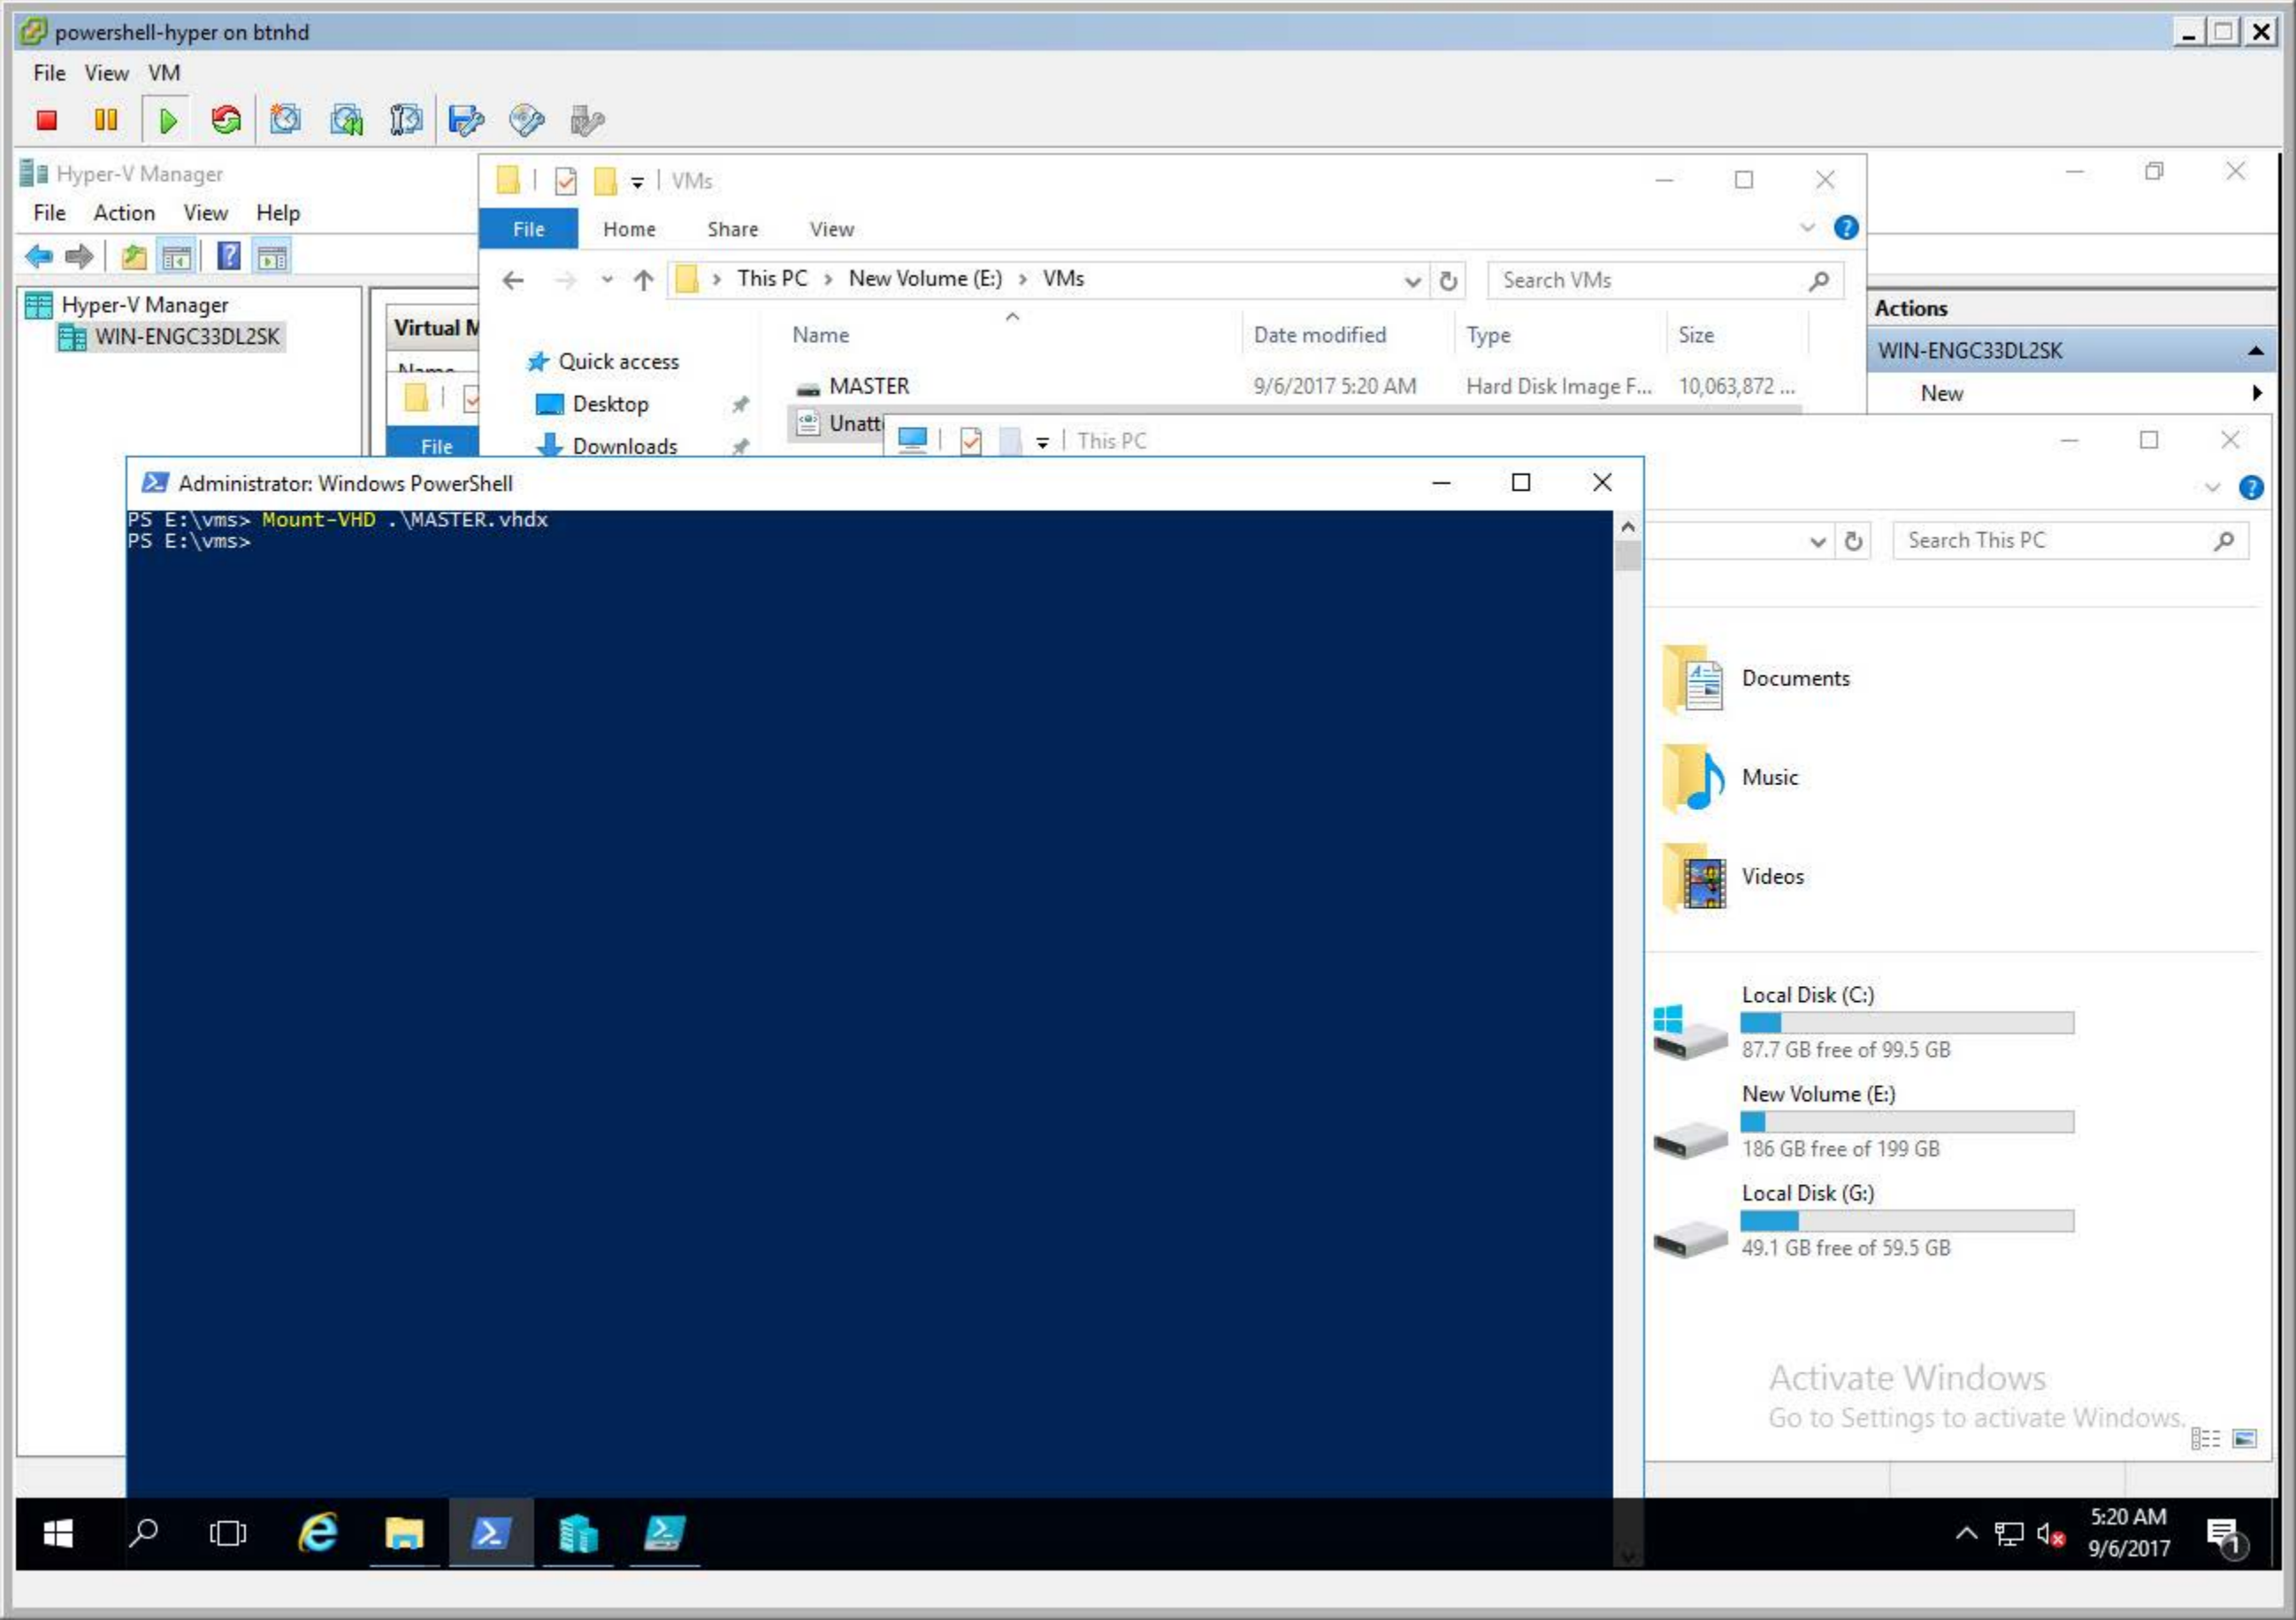 powershell-hyper on btnhd
File View VM
Hyper-V Manager
File Action View Help
Hyper-V Manager
WIN-ENGC33DL2SK
Virtual M
Name
File
VMs
File Home Share View
This PC > New Volume (E:) > VMs
Search VMs
Name Date modified Type Size
Quick access
Desktop
Downloads
MASTER 9/6/2017 5:20 AM Hard Disk Image F... 10,063,872 ...
Unatt
Actions
WIN-ENGC33DL2SK
New
This PC
Search This PC
Administrator: Windows PowerShell
PS E:\vms> Mount-VHD .\MASTER.vhdx
PS E:\vms>
Documents
Music
Videos
Local Disk (C:)
87.7 GB free of 99.5 GB
New Volume (E:)
186 GB free of 199 GB
Local Disk (G:)
49.1 GB free of 59.5 GB
Activate Windows
Go to Settings to activate Windows.
5:20 AM
9/6/2017
1